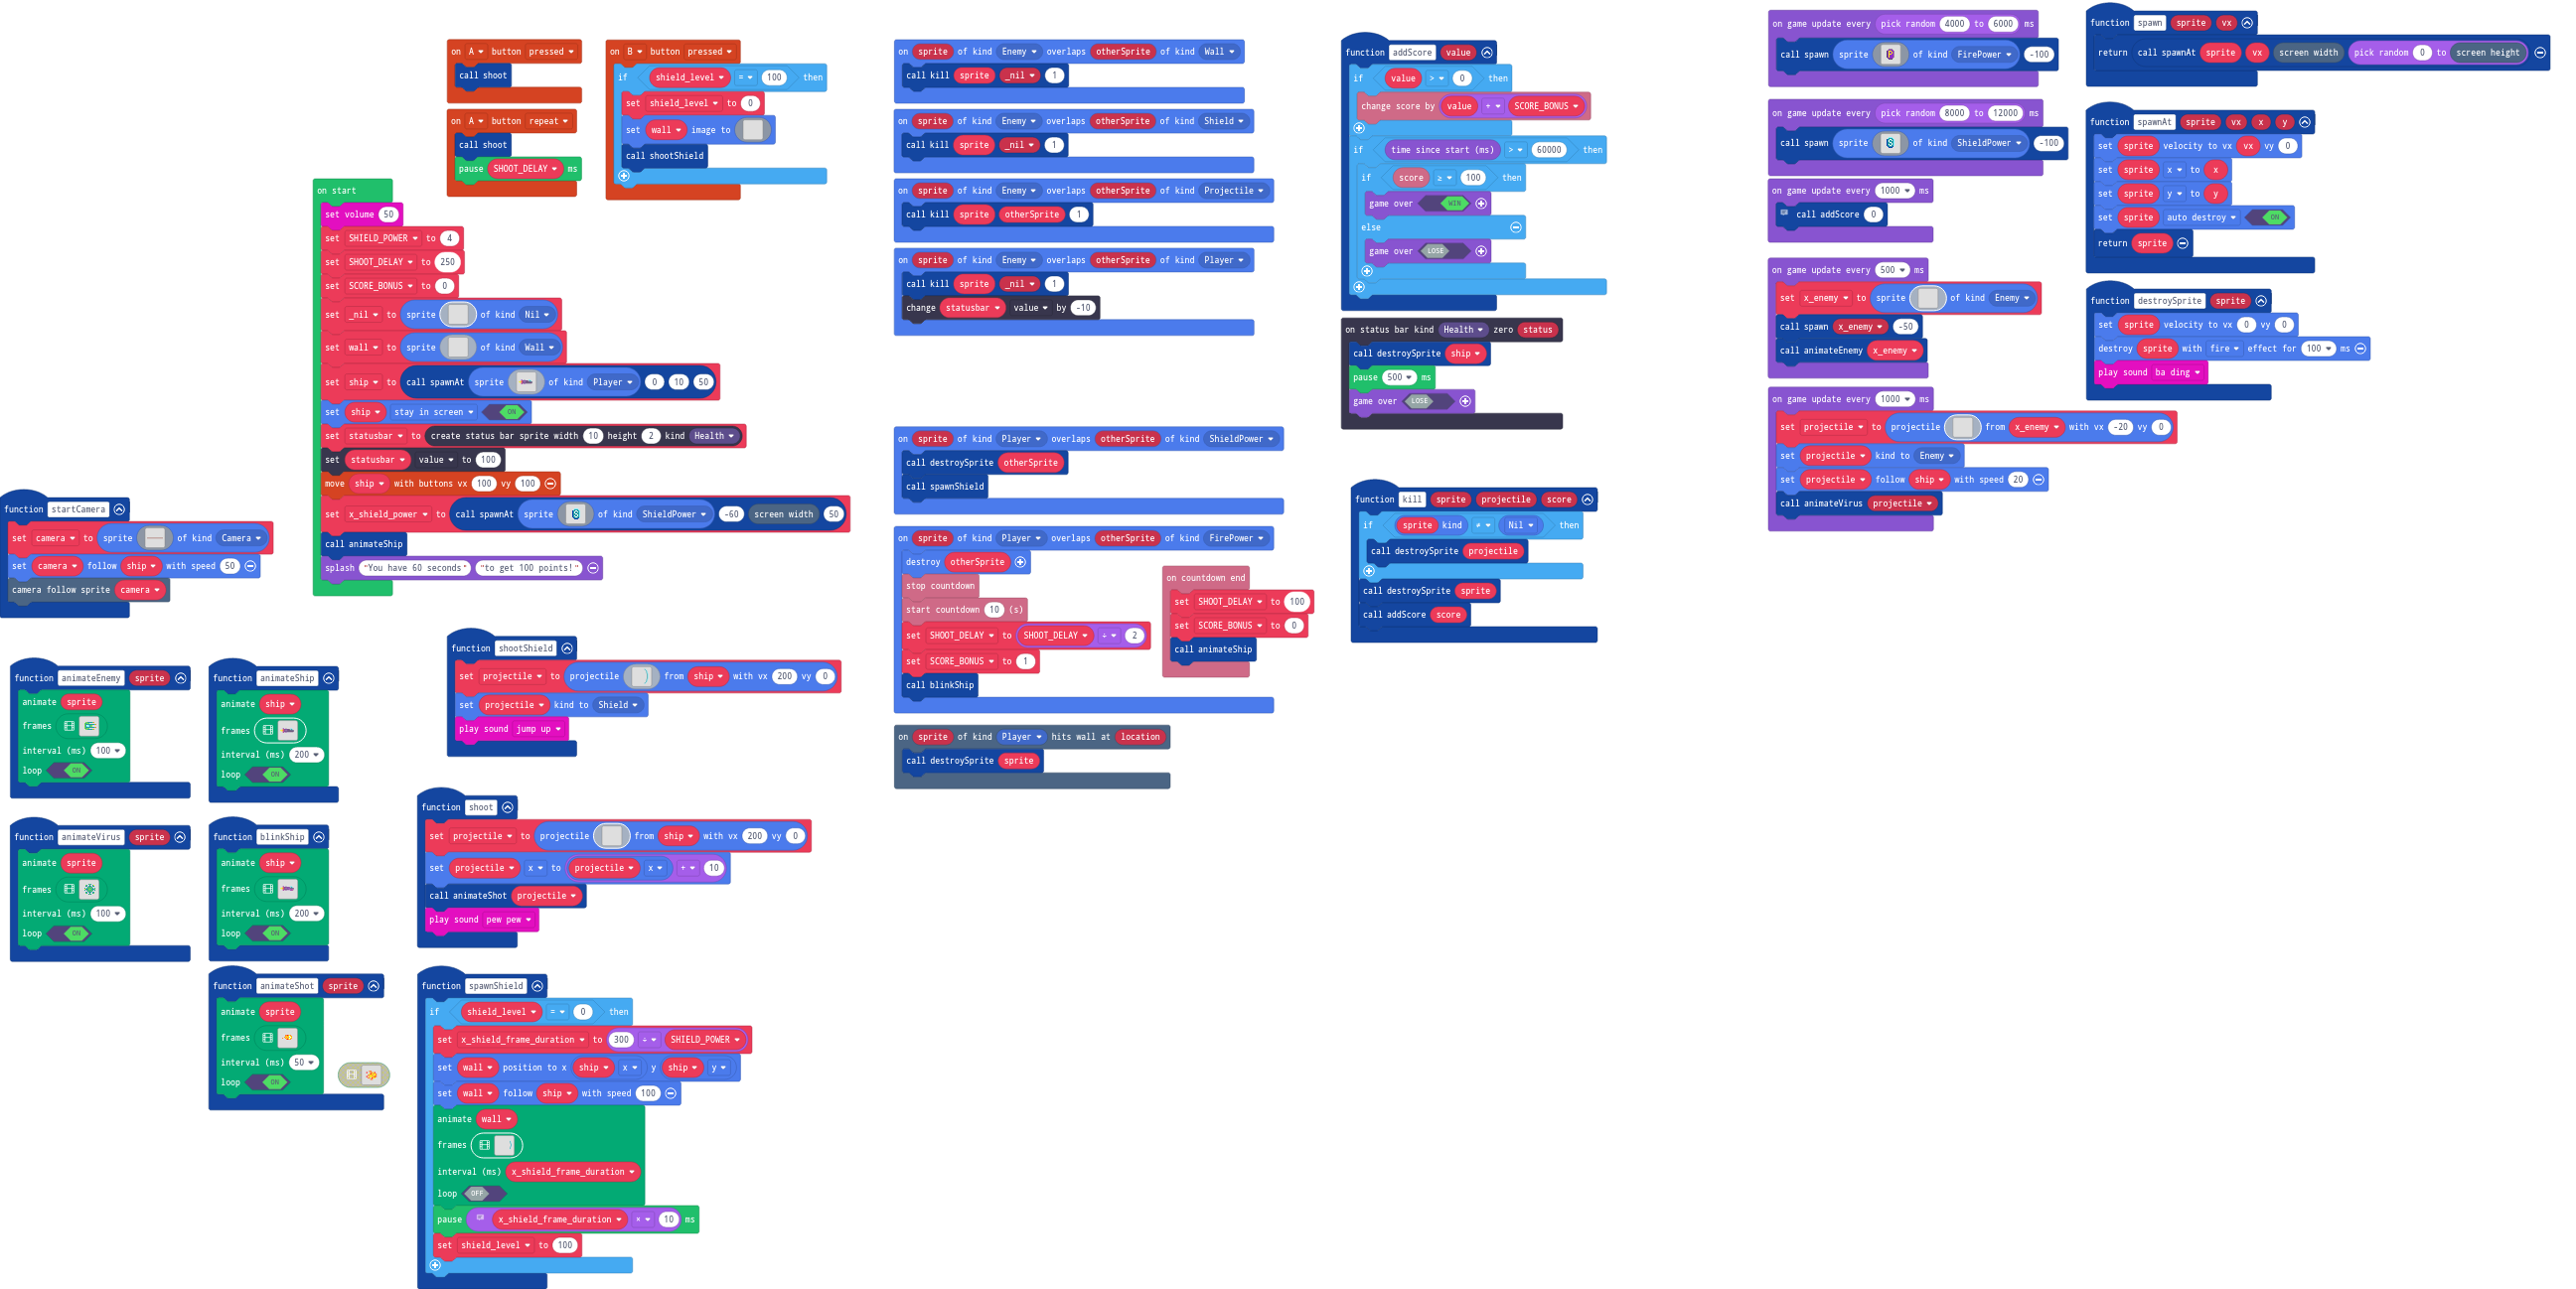 on A button pressed
call shoot
on A button repeat
call shoot
pause SHOOT_DELAY ms
on B button pressed
if shield_level = 100 then
set shield_level to 0
set wall image to
call shootShield
on start
set volume 50
set SHIELD_POWER to 4
set SHOOT_DELAY to 250
set SCORE_BONUS to 0
set _nil to sprite of kind Nil
set wall to sprite of kind Wall
set ship to call spawnAt sprite of kind Player 0 10 50
set ship stay in screen ON
set statusbar to create status bar sprite width 10 height 2 kind Health
set statusbar value to 100
move ship with buttons vx 100 vy 100
set x_shield_power to call spawnAt sprite of kind ShieldPower -60 screen width 50
call animateShip
splash "You have 60 seconds" "to get 100 points!"
function startCamera
set camera to sprite of kind Camera
set camera follow ship with speed 50
camera follow sprite camera
function animateEnemy sprite
animate sprite
frames
interval (ms) 100
loop ON
function animateShip
animate ship
frames
interval (ms) 200
loop ON
function animateVirus sprite
animate sprite
frames
interval (ms) 100
loop ON
function blinkShip
animate ship
frames
interval (ms) 200
loop ON
function animateShot sprite
animate sprite
frames
interval (ms) 50
loop ON
function shootShield
set projectile to projectile from ship with vx 200 vy 0
set projectile kind to Shield
play sound jump up
function shoot
set projectile to projectile from ship with vx 200 vy 0
set projectile x to projectile x + 10
call animateShot projectile
play sound pew pew
function spawnShield
if shield_level = 0 then
set x_shield_frame_duration to 300 ÷ SHIELD_POWER
set wall position to x ship x y ship y
set wall follow ship with speed 100
animate wall
frames
interval (ms) x_shield_frame_duration
loop OFF
pause x_shield_frame_duration × 10 ms
set shield_level to 100
on sprite of kind Enemy overlaps otherSprite of kind Wall
call kill sprite _nil 1
on sprite of kind Enemy overlaps otherSprite of kind Shield
call kill sprite _nil 1
on sprite of kind Enemy overlaps otherSprite of kind Projectile
call kill sprite otherSprite 1
on sprite of kind Enemy overlaps otherSprite of kind Player
call kill sprite _nil 1
change statusbar value by -10
on sprite of kind Player overlaps otherSprite of kind ShieldPower
call destroySprite otherSprite
call spawnShield
on sprite of kind Player overlaps otherSprite of kind FirePower
destroy otherSprite
stop countdown
start countdown 10 (s)
set SHOOT_DELAY to SHOOT_DELAY ÷ 2
set SCORE_BONUS to 1
call blinkShip
on countdown end
set SHOOT_DELAY to 100
set SCORE_BONUS to 0
call animateShip
on sprite of kind Player hits wall at location
call destroySprite sprite
function addScore value
if value > 0 then
change score by value + SCORE_BONUS
if time since start (ms) > 60000 then
if score ≥ 100 then
game over WIN
else
game over LOSE
on status bar kind Health zero status
call destroySprite ship
pause 500 ms
game over LOSE
function kill sprite projectile score
if sprite kind ≠ Nil then
call destroySprite projectile
call destroySprite sprite
call addScore score
on game update every pick random 4000 to 6000 ms
call spawn sprite of kind FirePower -100
on game update every pick random 8000 to 12000 ms
call spawn sprite of kind ShieldPower -100
on game update every 1000 ms
call addScore 0
on game update every 500 ms
set x_enemy to sprite of kind Enemy
call spawn x_enemy -50
call animateEnemy x_enemy
on game update every 1000 ms
set projectile to projectile from x_enemy with vx -20 vy 0
set projectile kind to Enemy
set projectile follow ship with speed 20
call animateVirus projectile
function spawn sprite vx
return call spawnAt sprite vx screen width pick random 0 to screen height
function spawnAt sprite vx x y
set sprite velocity to vx vx vy 0
set sprite x to x
set sprite y to y
set sprite auto destroy ON
return sprite
function destroySprite sprite
set sprite velocity to vx 0 vy 0
destroy sprite with fire effect for 100 ms
play sound ba ding